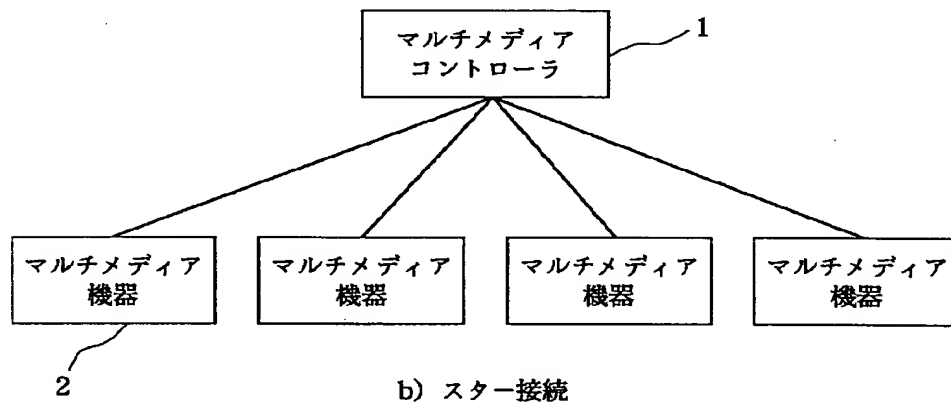 マルチメディア
コントローラ
1
マルチメディア
機器
マルチメディア
機器
マルチメディア
機器
マルチメディア
機器
2
b) スター接続